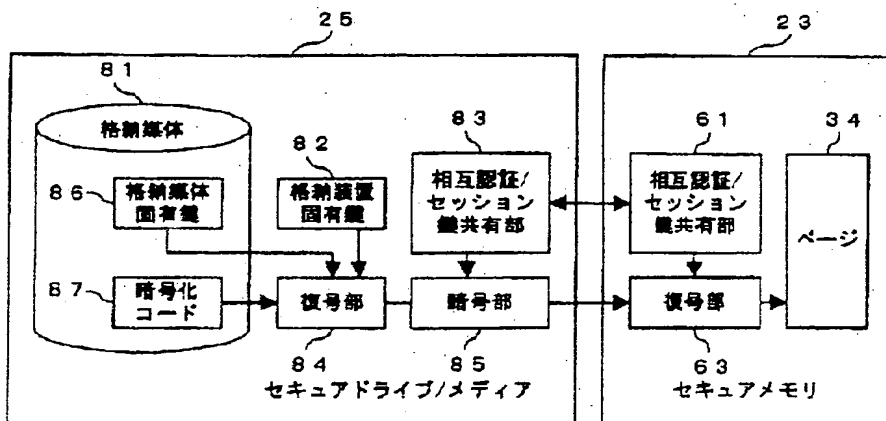 ２５
２３
８１
格納媒体
８２
８３
６１
３４
８６
格納媒体
固有鍵
格納装置
固有鍵
相互認証/
セッション
鍵共有部
相互認証/
セッション
鍵共有部
ページ
８７
暗号化
コード
復号部
暗号部
復号部
８４
８５
６３
セキュアドライブ/メディア
セキュアメモリ